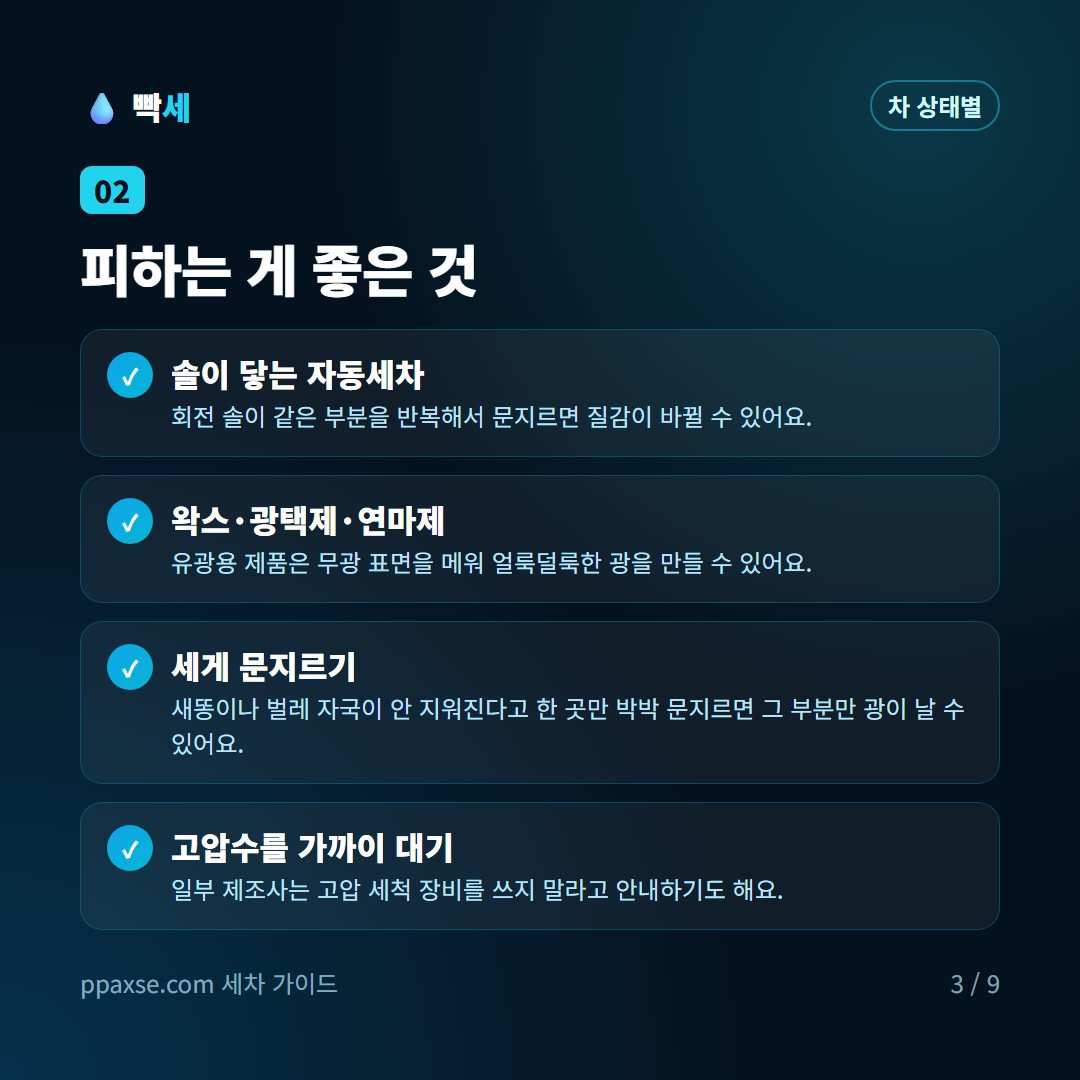 빡세
차 상태별
02
피하는 게 좋은 것
솔이 닿는 자동세차
회전 솔이 같은 부분을 반복해서 문지르면 질감이 바뀔 수 있어요.
왁스·광택제·연마제
유광용 제품은 무광 표면을 메워 얼룩덜룩한 광을 만들 수 있어요.
세게 문지르기
새똥이나 벌레 자국이 안 지워진다고 한 곳만 박박 문지르면 그 부분만 광이 날 수
있어요.
고압수를 가까이 대기
일부 제조사는 고압 세척 장비를 쓰지 말라고 안내하기도 해요.
ppaxse.com 세차 가이드
3 / 9